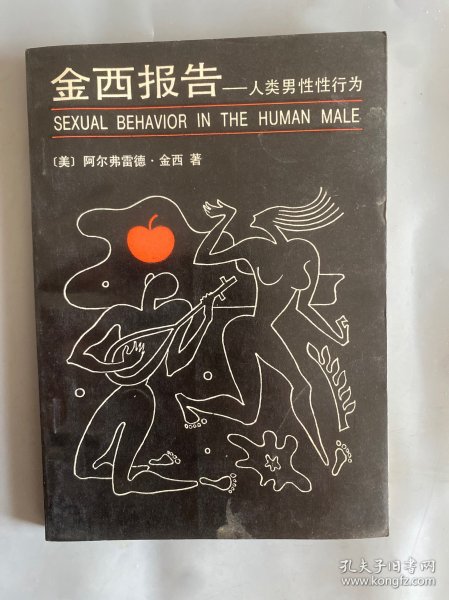 金西报告——人类男性性行为
SEXUAL BEHAVIOR IN THE HUMAN MALE
〔美〕阿尔弗雷德·金西 著
孔夫子旧书网
www.kongfz.com